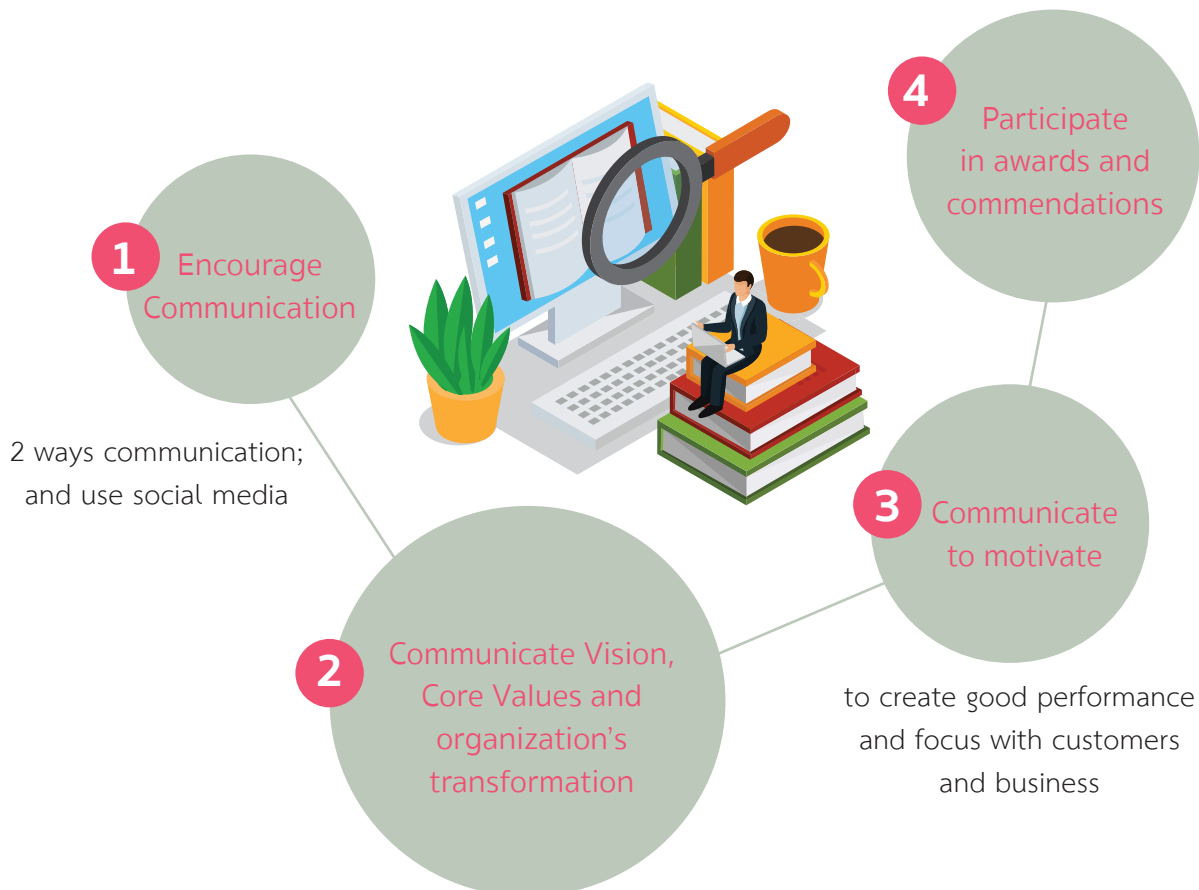 1
Encourage
Communication
2 ways communication;
and use social media
2
Communicate Vision,
Core Values and
organization’s
transformation
3
Communicate
to motivate
to create good performance
and focus with customers
and business
4
Participate
in awards and
commendations